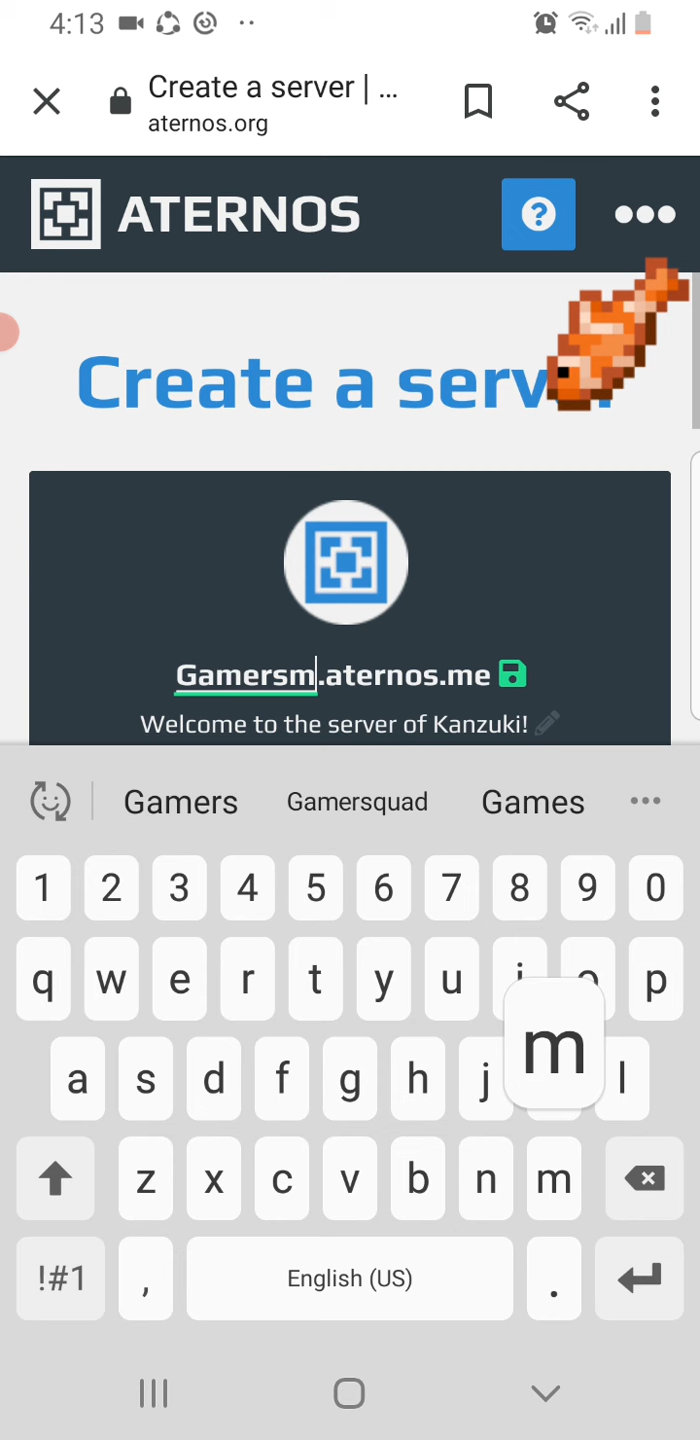 4:13
Create a server | ...
aternos.org
ATERNOS
Create a server
Gamersm.aternos.me
Welcome to the server of Kanzuki!
Gamers Gamersquad Games
1 2 3 4 5 6 7 8 9 0
q w e r t y u i o p
m
a s d f g h j l
z x c v b n m
!#1 , English (US) .